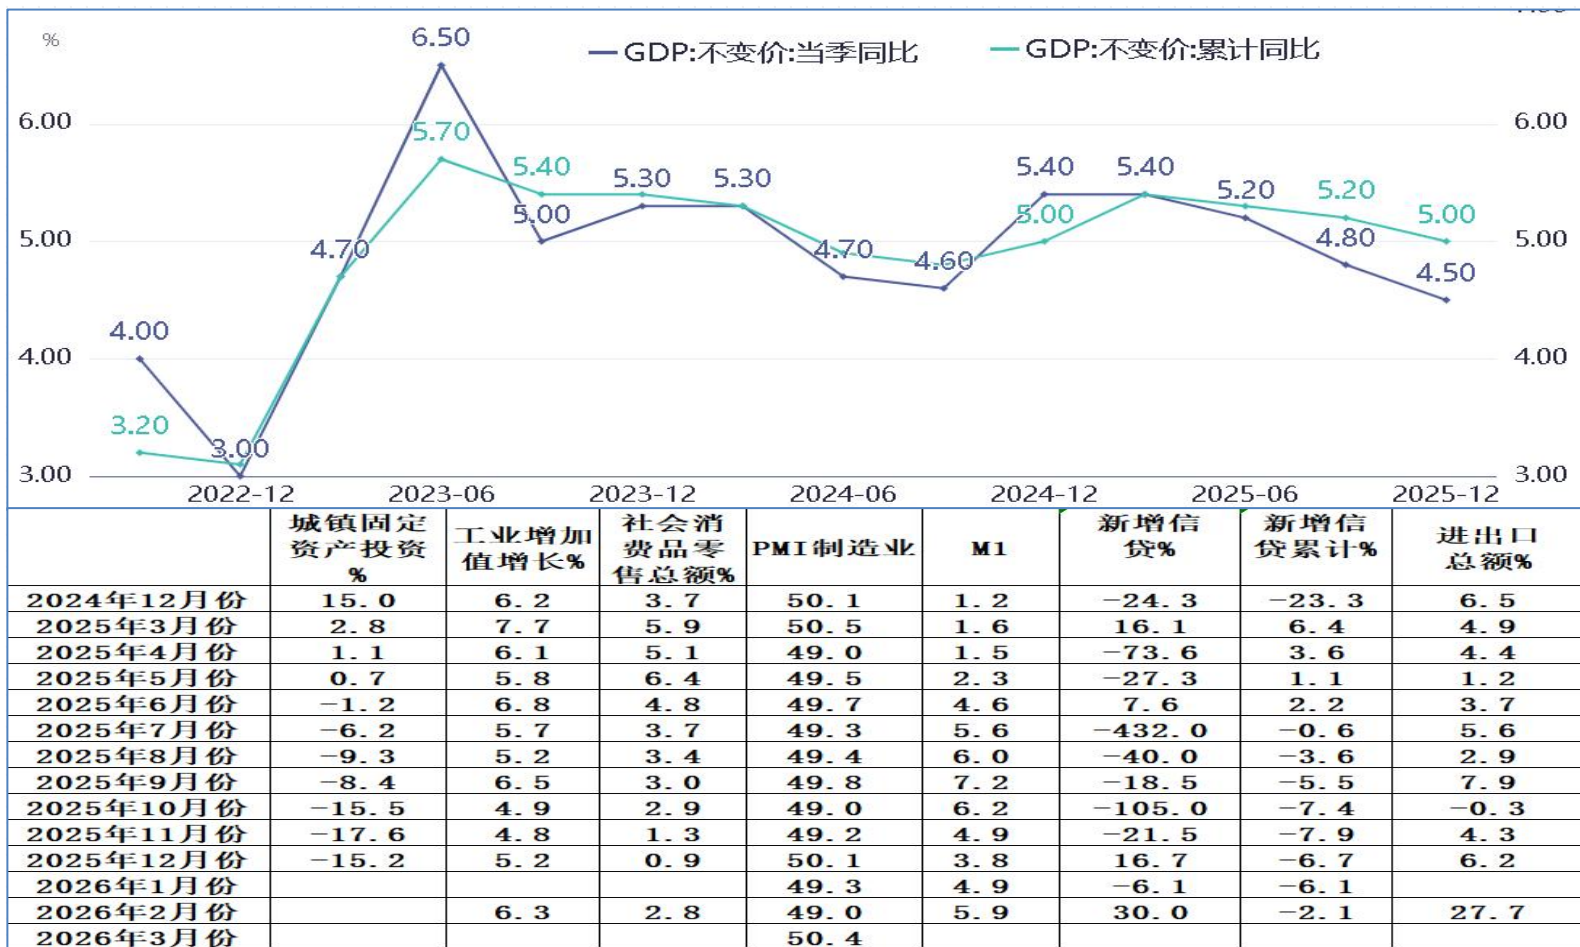 %
GDP:不变价:当季同比
GDP:不变价:累计同比
6.50
6.00
6.00
5.70
5.40
5.00
5.30
5.30
4.70
4.70
4.60
5.40
5.00
5.40
5.20
5.20
4.80
5.00
4.50
5.00
5.00
4.00
4.00
4.00
3.20
3.00
3.00
3.00
2022-12 2023-06 2023-12 2024-06 2024-12 2025-06 2025-12
城镇固定资产投资% 工业增加值增长% 社会消费品零售总额% PMI制造业 M1 新增信贷% 新增信贷累计% 进出口总额%
2024年12月份 15.0 6.2 3.7 50.1 1.2 -24.3 -23.3 6.5
2025年3月份 2.8 7.7 5.9 50.5 1.6 16.1 6.4 4.9
2025年4月份 1.1 6.1 5.1 49.0 1.5 -73.6 3.6 4.4
2025年5月份 0.7 5.8 6.4 49.5 2.3 -27.3 1.1 1.2
2025年6月份 -1.2 6.8 4.8 49.7 4.6 7.6 2.2 3.7
2025年7月份 -6.2 5.7 3.7 49.3 5.6 -432.0 -0.6 5.6
2025年8月份 -9.3 5.2 3.4 49.4 6.0 -40.0 -3.6 2.9
2025年9月份 -8.4 6.5 3.0 49.8 7.2 -18.5 -5.5 7.9
2025年10月份 -15.5 4.9 2.9 49.0 6.2 -105.0 -7.4 -0.3
2025年11月份 -17.6 4.8 1.3 49.2 4.9 -21.5 -7.9 4.3
2025年12月份 -15.2 5.2 0.9 50.1 3.8 16.7 -6.7 6.2
2026年1月份 49.3 4.9 -6.1 -6.1
2026年2月份 6.3 2.8 49.0 5.9 30.0 -2.1 27.7
2026年3月份 50.4